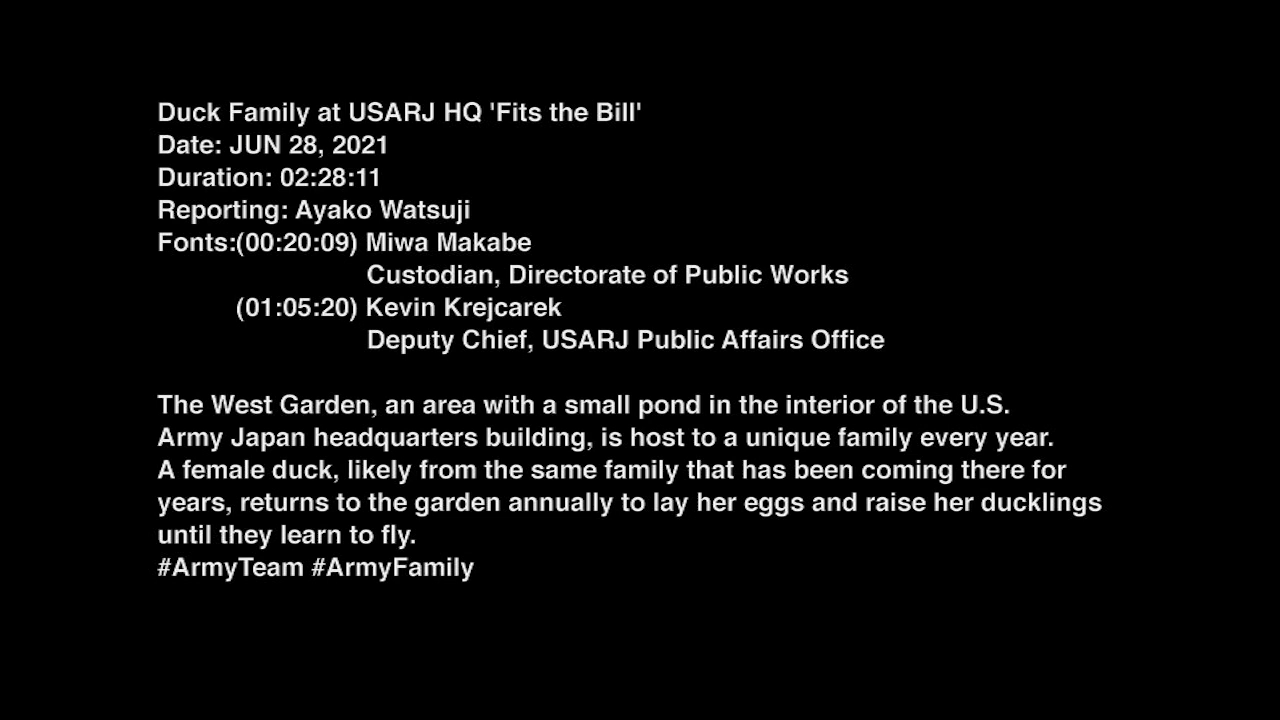 Duck Family at USARJ HQ 'Fits the Bill'
Date: JUN 28, 2021
Duration: 02:28:11
Reporting: Ayako Watsuji
Fonts:(00:20:09) Miwa Makabe
Custodian, Directorate of Public Works
(01:05:20) Kevin Krejcarek
Deputy Chief, USARJ Public Affairs Office
The West Garden, an area with a small pond in the interior of the U.S.
Army Japan headquarters building, is host to a unique family every year.
A female duck, likely from the same family that has been coming there for
years, returns to the garden annually to lay her eggs and raise her ducklings
until they learn to fly.
#ArmyTeam #ArmyFamily